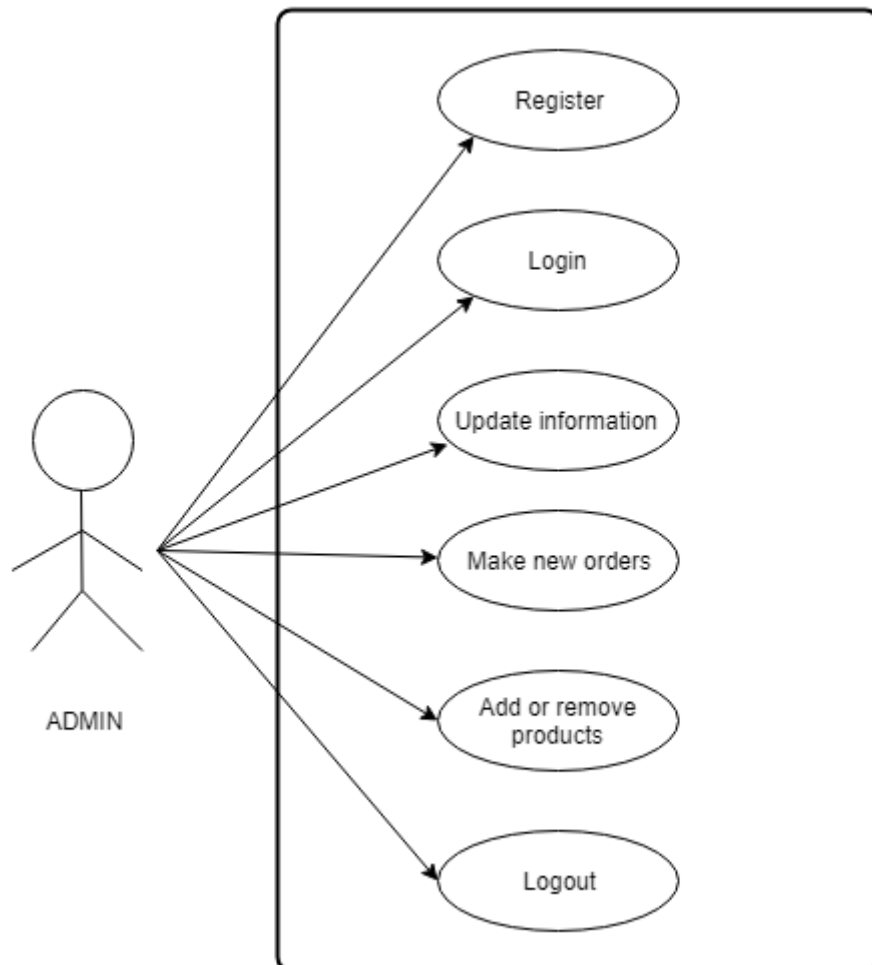 Register
Login
Update information
Make new orders
Add or remove
products
Logout
ADMIN